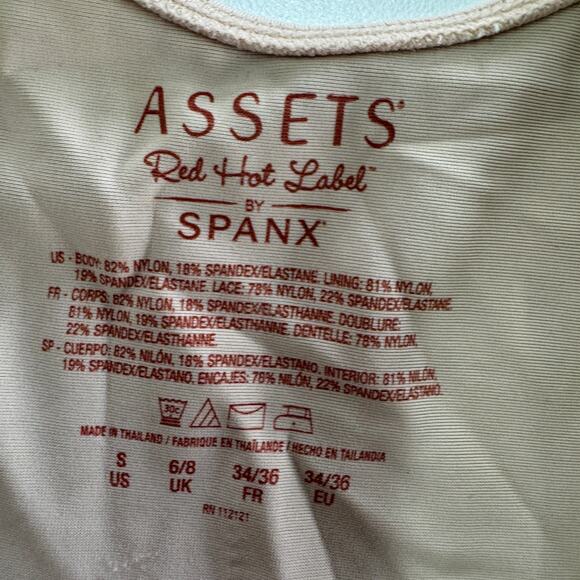 ASSETS®
Red Hot Label™
BY
SPANX®
US - BODY: 82% NYLON, 18% SPANDEX/ELASTANE. LINING: 81% NYLON,
19% SPANDEX/ELASTANE. LACE: 78% NYLON, 22% SPANDEX/ELASTANE
FR - CORPS: 82% NYLON, 18% SPANDEX/ELASTHANNE. DOUBLURE:
81% NYLON, 19% SPANDEX/ELASTHANNE. DENTELLE: 78% NYLON,
22% SPANDEX/ELASTHANNE.
SP - CUERPO: 82% NILÓN, 18% SPANDEX/ELASTANO. INTERIOR: 81% NILÓN,
19% SPANDEX/ELASTANO. ENCAJES: 78% NILÓN, 22% SPANDEX/ELASTANO.
30C
MADE IN THAILAND / FABRIQUE EN THAÏLANDE / HECHO EN TAILANDIA
S 6/8 34/36 34/36
US UK FR EU
RN 112121